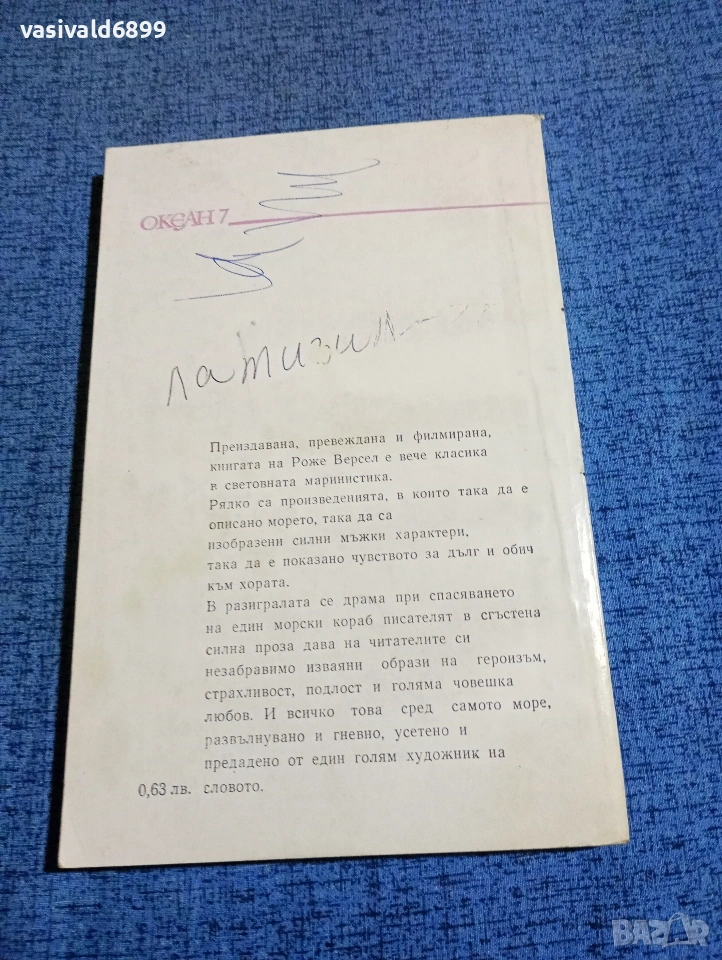 vasivald6899
ОКЕАН 7
латизил
Преиздавана, превеждана и филмирана,
книгата на Роже Версел е вече класика
в световната маринистика.
Рядко са произведенията, в които така да е
описано морето, така да са
изобразени силни мъжки характери,
така да е показано чувството за дълг и обич
към хората.
В разигралата се драма при спасяването
на един морски кораб писателят в сгъстена
силна проза дава на читателите си
незабравимо изваяни образи на героизъм,
страхливост, подлост и голяма човешка
любов. И всичко това сред самото море,
развълнувано и гневно, усетено и
предадено от един голям художник на
0,63 лв. словото.
BAZAR